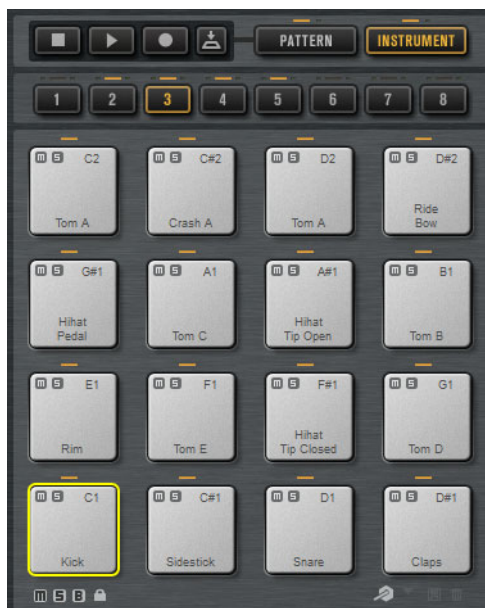 PATTERN INSTRUMENT
1 2 3 4 5 6 7 8
m S C2 m S C#2 m S D2 m S D#2
Tom A Crash A Tom A Ride
Bow
m S G#1 m S A1 m S A#1 m S B1
Hihat
Pedal Tom C Hihat
Tip Open Tom B
m S E1 m S F1 m S F#1 m S G1
Rim Tom E Hihat
Tip Closed Tom D
m S C1 m S C#1 m S D1 m S D#1
Kick Sidestick Snare Claps
m S B